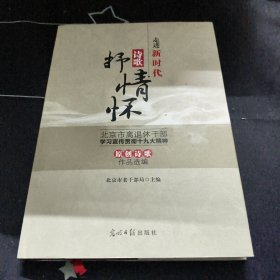 走进新时代
诗歌
抒情怀
北京市离退休干部
学习宣传贯彻十九大精神
原创诗歌
作品选编
北京市老干部局◎主编
光明日报出版社